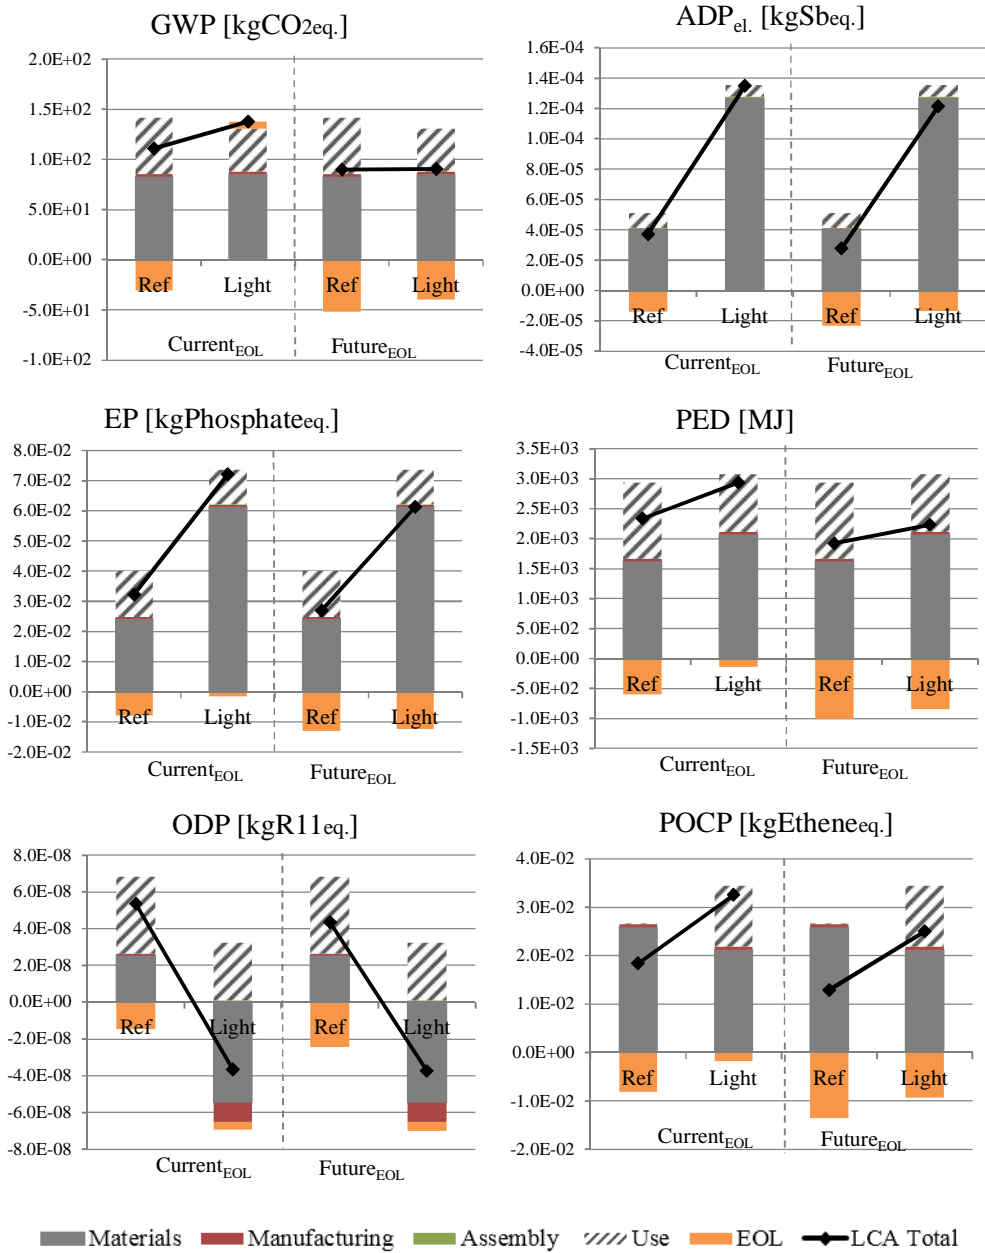 GWP [kgCO2eq.]
2.0E+02
1.5E+02
1.0E+02
5.0E+01
0.0E+00
-5.0E+01
-1.0E+02
Ref
Light
Ref
Light
CurrentEOL
FutureEOL
ADPel. [kgSbeq.]
1.6E-04
1.4E-04
1.2E-04
1.0E-04
8.0E-05
6.0E-05
4.0E-05
2.0E-05
0.0E+00
-2.0E-05
-4.0E-05
Ref
Light
Ref
Light
CurrentEOL
FutureEOL
EP [kgPhosphateeq.]
8.0E-02
7.0E-02
6.0E-02
5.0E-02
4.0E-02
3.0E-02
2.0E-02
1.0E-02
0.0E+00
-1.0E-02
-2.0E-02
Ref
Light
Ref
Light
CurrentEOL
FutureEOL
PED [MJ]
3.5E+03
3.0E+03
2.5E+03
2.0E+03
1.5E+03
1.0E+03
5.0E+02
0.0E+00
-5.0E+02
-1.0E+03
-1.5E+03
Ref
Light
Ref
Light
CurrentEOL
FutureEOL
ODP [kgR11eq.]
8.0E-08
6.0E-08
4.0E-08
2.0E-08
0.0E+00
-2.0E-08
-4.0E-08
-6.0E-08
-8.0E-08
Ref
Light
Ref
Light
CurrentEOL
FutureEOL
POCP [kgEtheneeq.]
4.0E-02
3.0E-02
2.0E-02
1.0E-02
0.0E+00
-1.0E-02
-2.0E-02
Ref
Light
Ref
Light
CurrentEOL
FutureEOL
Materials Manufacturing Assembly Use EOL LCA Total